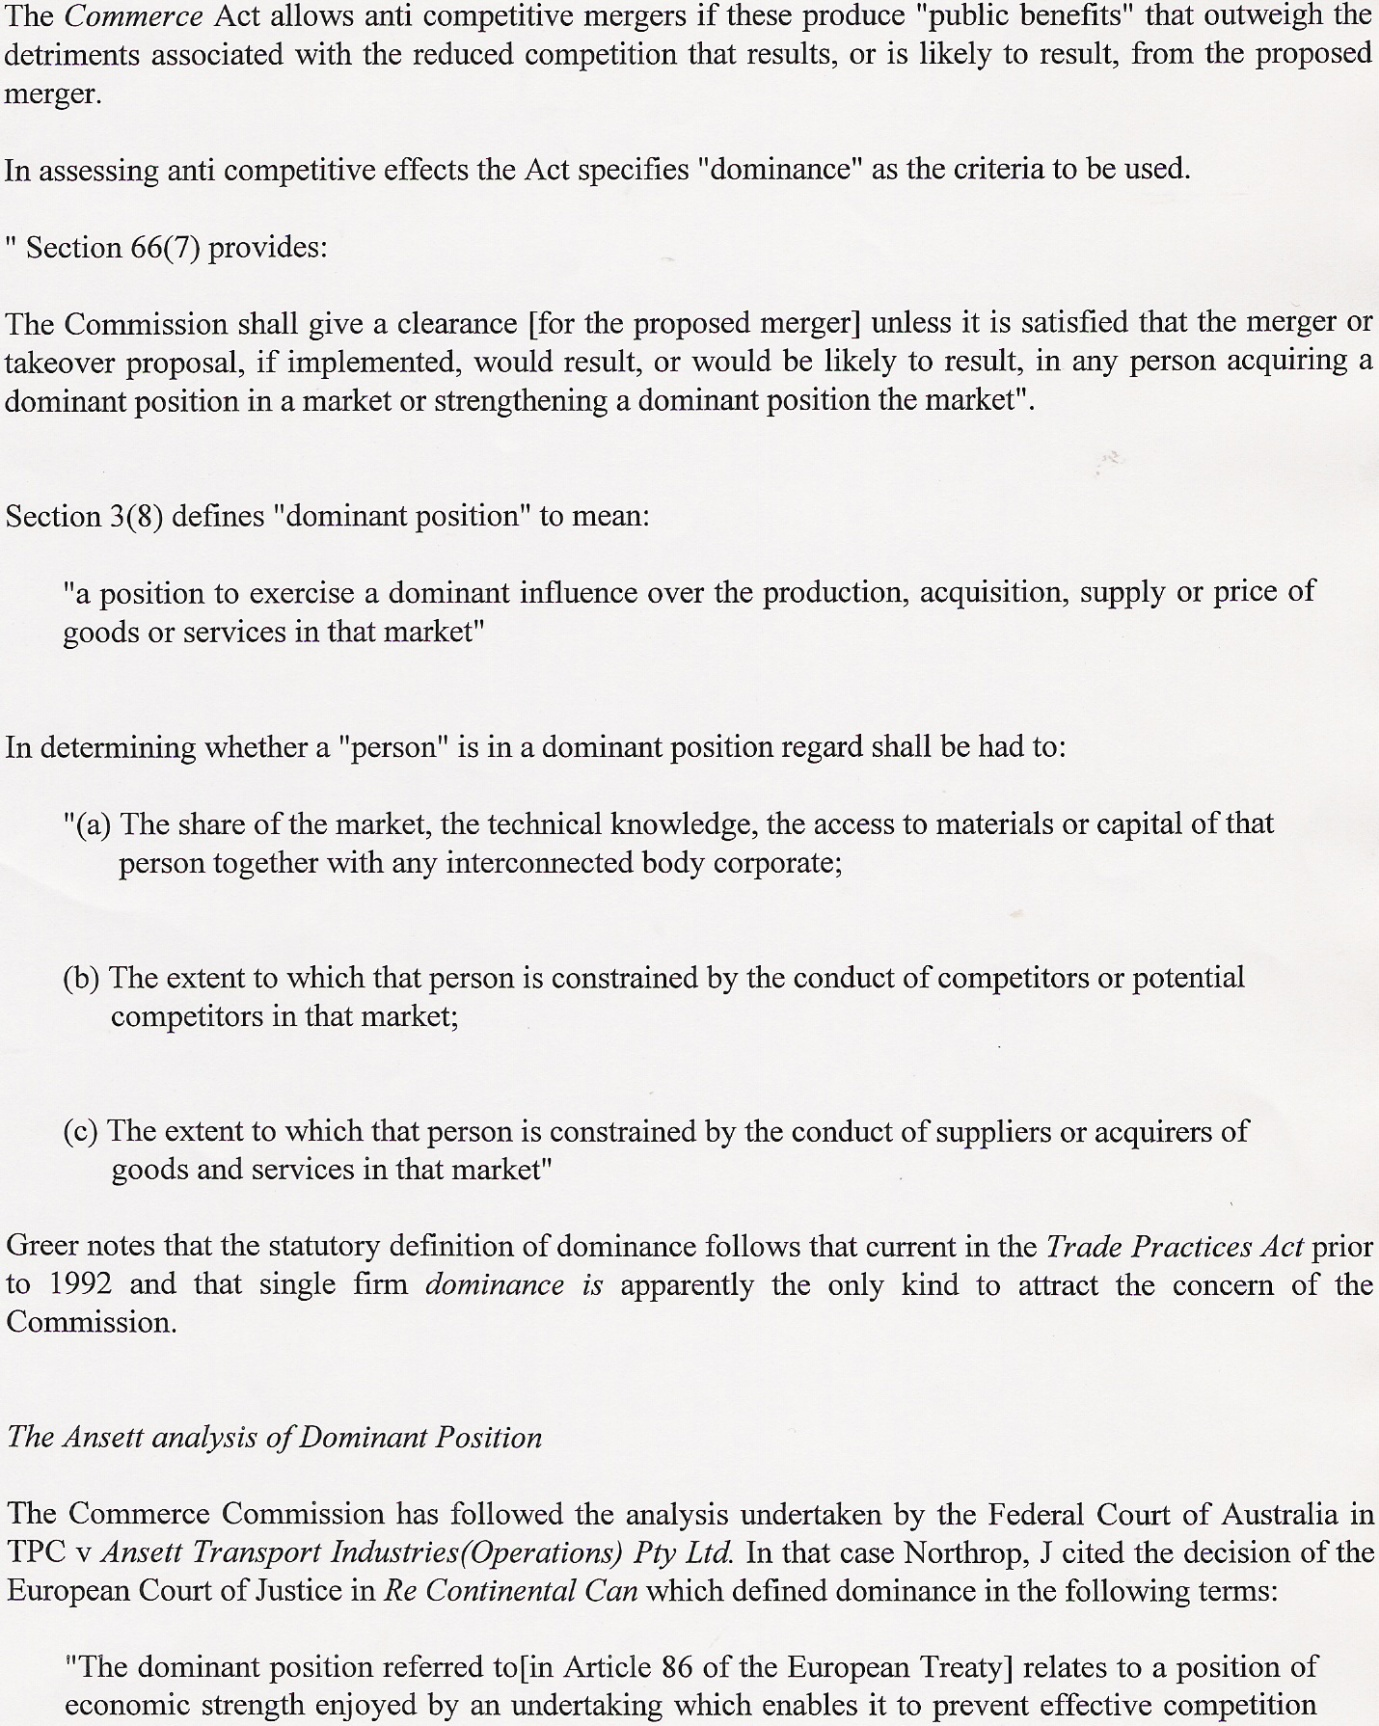 The Commerce Act allows anti competitive mergers if these produce "public benefits" that outweigh the
detriments associated with the reduced competition that results, or is likely to result, from the proposed
merger.
In assessing anti competitive effects the Act specifies "dominance" as the criteria to be used.
" Section 66(7) provides:
The Commission shall give a clearance [for the proposed merger] unless it is satisfied that the merger or
takeover proposal, if implemented, would result, or would be likely to result, in any person acquiring a
dominant position in a market or strengthening a dominant position the market".
Section 3(8) defines "dominant position" to mean:
"a position to exercise a dominant influence over the production, acquisition, supply or price of
goods or services in that market"
In determining whether a "person" is in a dominant position regard shall be had to:
"(a) The share of the market, the technical knowledge, the access to materials or capital of that
person together with any interconnected body corporate;
(b) The extent to which that person is constrained by the conduct of competitors or potential
competitors in that market;
(c) The extent to which that person is constrained by the conduct of suppliers or acquirers of
goods and services in that market"
Greer notes that the statutory definition of dominance follows that current in the Trade Practices Act prior
to 1992 and that single firm dominance is apparently the only kind to attract the concern of the
Commission.
The Ansett analysis of Dominant Position
The Commerce Commission has followed the analysis undertaken by the Federal Court of Australia in
TPC v Ansett Transport Industries(Operations) Pty Ltd. In that case Northrop, J cited the decision of the
European Court of Justice in Re Continental Can which defined dominance in the following terms:
"The dominant position referred to[in Article 86 of the European Treaty] relates to a position of
economic strength enjoyed by an undertaking which enables it to prevent effective competition